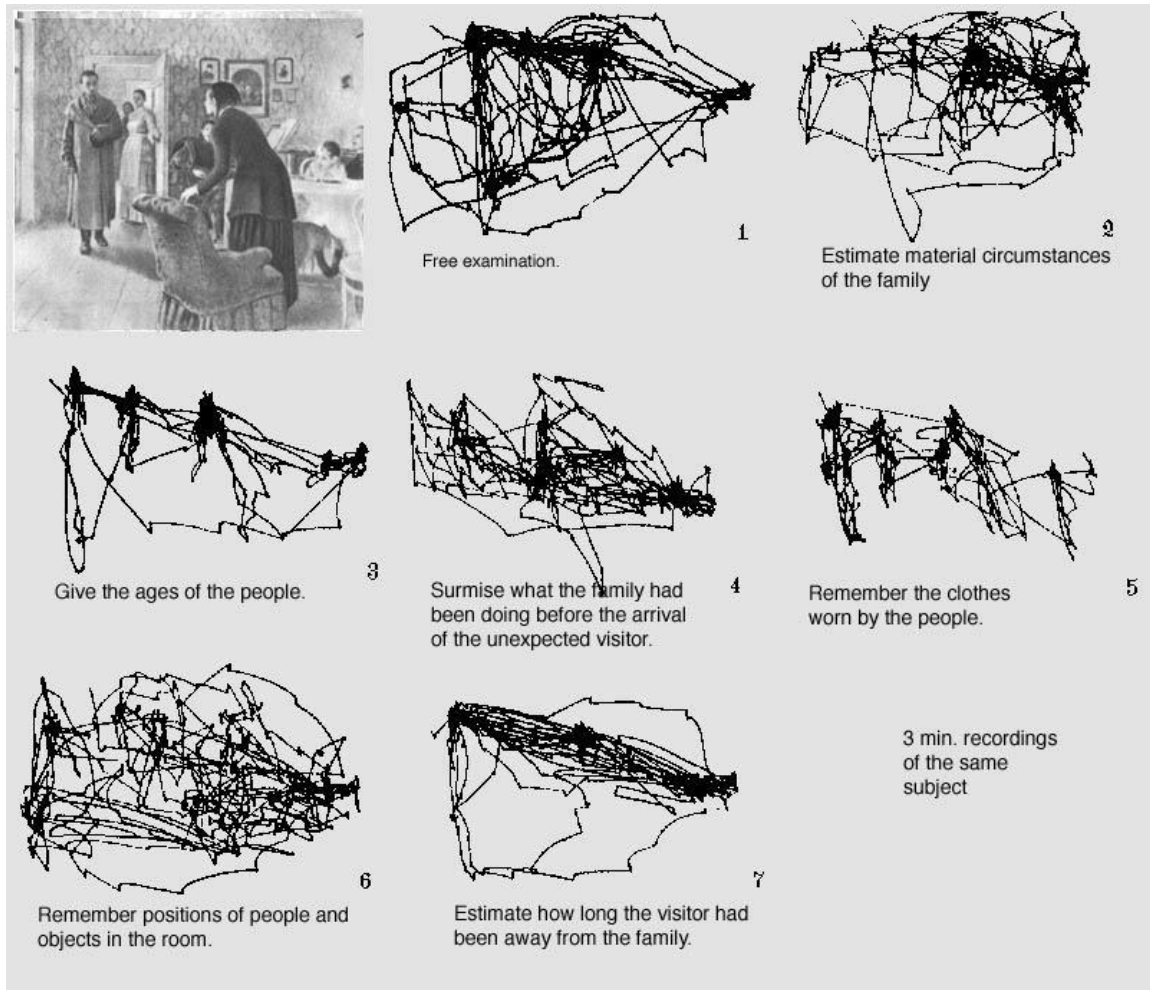 1
Free examination.
2
Estimate material circumstances
of the family
3
Give the ages of the people.
4
Surmise what the family had
been doing before the arrival
of the unexpected visitor.
5
Remember the clothes
worn by the people.
6
Remember positions of people and
objects in the room.
7
Estimate how long the visitor had
been away from the family.
3 min. recordings
of the same
subject